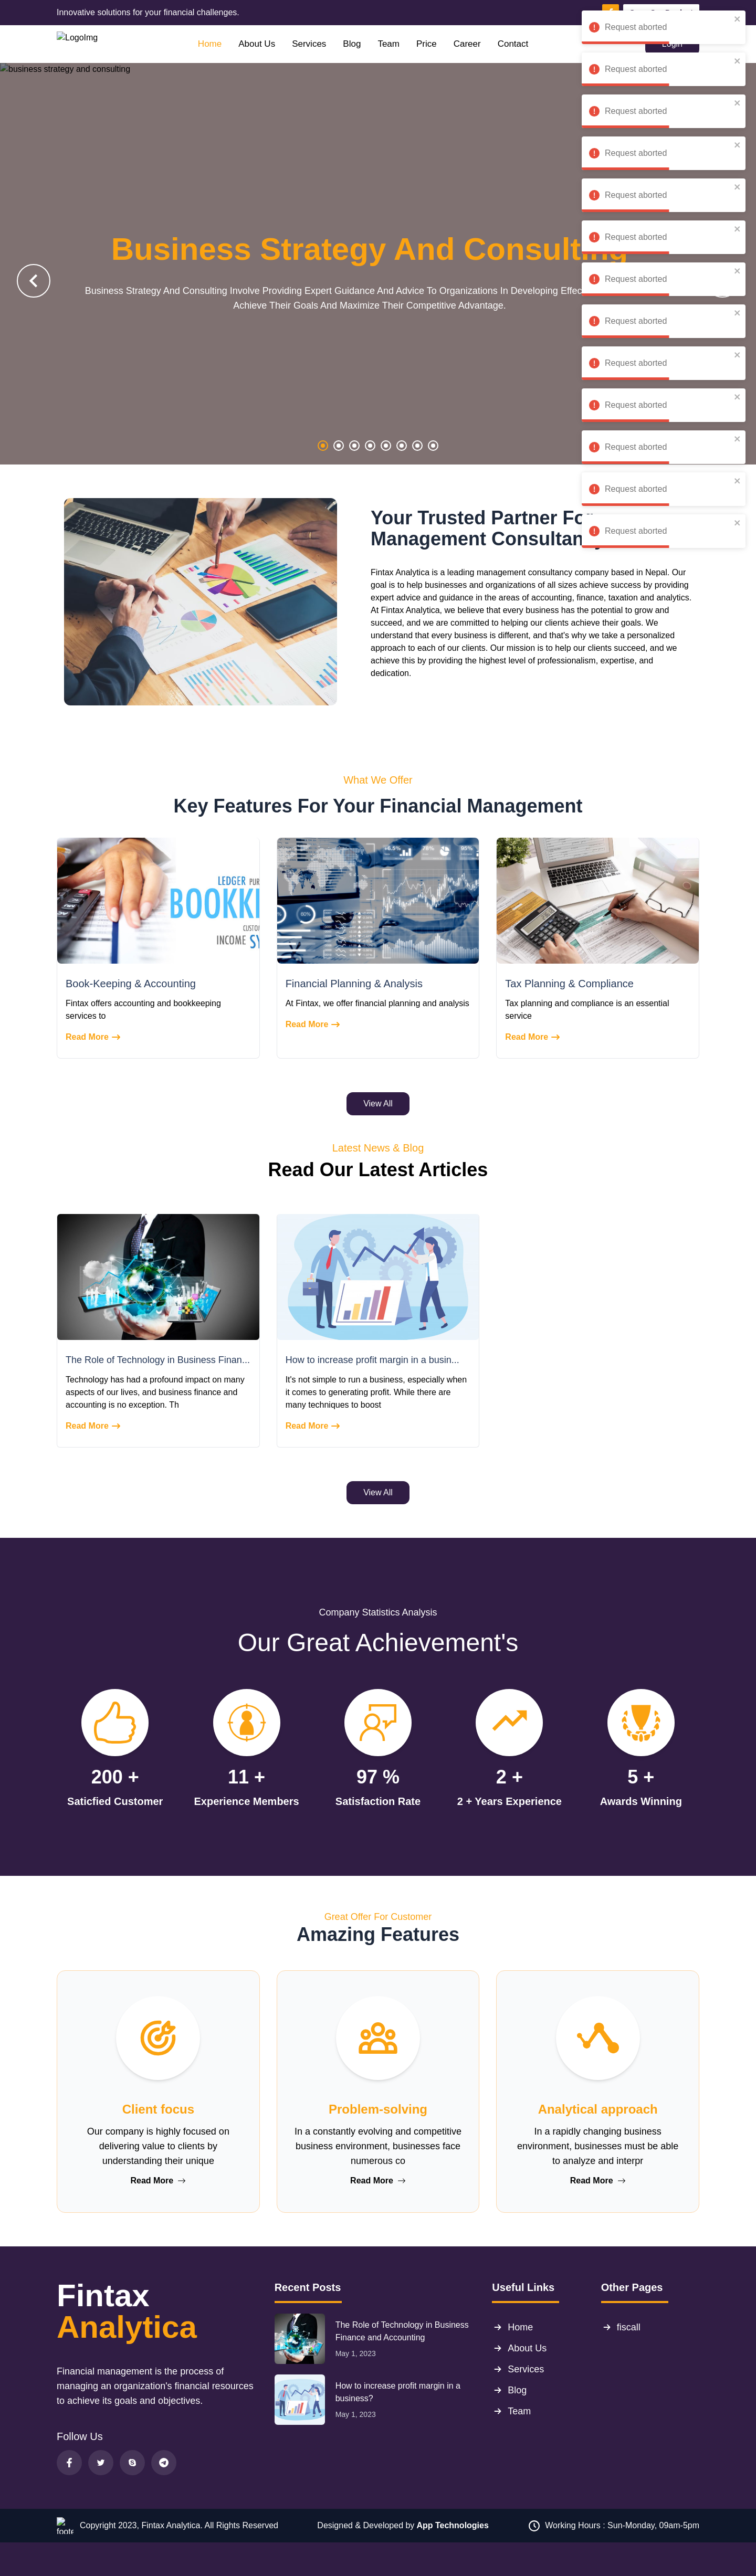 Innovative solutions for your financial challenges.
LogoImg
Home
About Us
Services
Blog
Team
Price
Career
Contact
Login
Request aborted
Request aborted
Request aborted
Request aborted
Request aborted
Request aborted
Request aborted
Request aborted
Request aborted
Request aborted
Request aborted
Request aborted
Request aborted
business strategy and consulting
Business Strategy And Consulting
Business Strategy And Consulting Involve Providing Expert Guidance And Advice To Organizations In Developing
Achieve Their Goals And Maximize Their Competitive Advantage.
Your Trusted Partner For
Management Consultancy
Fintax Analytica is a leading management consultancy company based in Nepal. Our
goal is to help businesses and organizations of all sizes achieve success by providing
expert advice and guidance in the areas of accounting, finance, taxation and analytics.
At Fintax Analytica, we believe that every business has the potential to grow and
succeed, and we are committed to helping our clients achieve their goals. We
understand that every business is different, and that's why we take a personalized
approach to each of our clients. Our mission is to help our clients succeed, and we
achieve this by providing the highest level of professionalism, expertise, and
dedication.
What We Offer
Key Features For Your Financial Management
LEDGER PUR
BOOKKE
CUSTOM
INCOME SY
Book-Keeping & Accounting
Fintax offers accounting and bookkeeping
services to
Read More
Financial Planning & Analysis
At Fintax, we offer financial planning and analysis
Read More
Tax Planning & Compliance
Tax planning and compliance is an essential
service
Read More
View All
Latest News & Blog
Read Our Latest Articles
The Role of Technology in Business Finan...
Technology has had a profound impact on many
aspects of our lives, and business finance and
accounting is no exception. Th
Read More
How to increase profit margin in a busin...
It's not simple to run a business, especially when
it comes to generating profit. While there are
many techniques to boost
Read More
View All
Company Statistics Analysis
Our Great Achievement's
200 +
Saticfied Customer
11 +
Experience Members
97 %
Satisfaction Rate
2 +
2 + Years Experience
5 +
Awards Winning
Great Offer For Customer
Amazing Features
Client focus
Our company is highly focused on
delivering value to clients by
understanding their unique
Read More
Problem-solving
In a constantly evolving and competitive
business environment, businesses face
numerous co
Read More
Analytical approach
In a rapidly changing business
environment, businesses must be able
to analyze and interpr
Read More
Fintax
Analytica
Financial management is the process of
managing an organization's financial resources
to achieve its goals and objectives.
Follow Us
Recent Posts
The Role of Technology in Business
Finance and Accounting
May 1, 2023
How to increase profit margin in a
business?
May 1, 2023
Useful Links
Home
About Us
Services
Blog
Team
Other Pages
fiscall
Copyright 2023, Fintax Analytica. All Rights Reserved
Designed & Developed by App Technologies
Working Hours : Sun-Monday, 09am-5pm